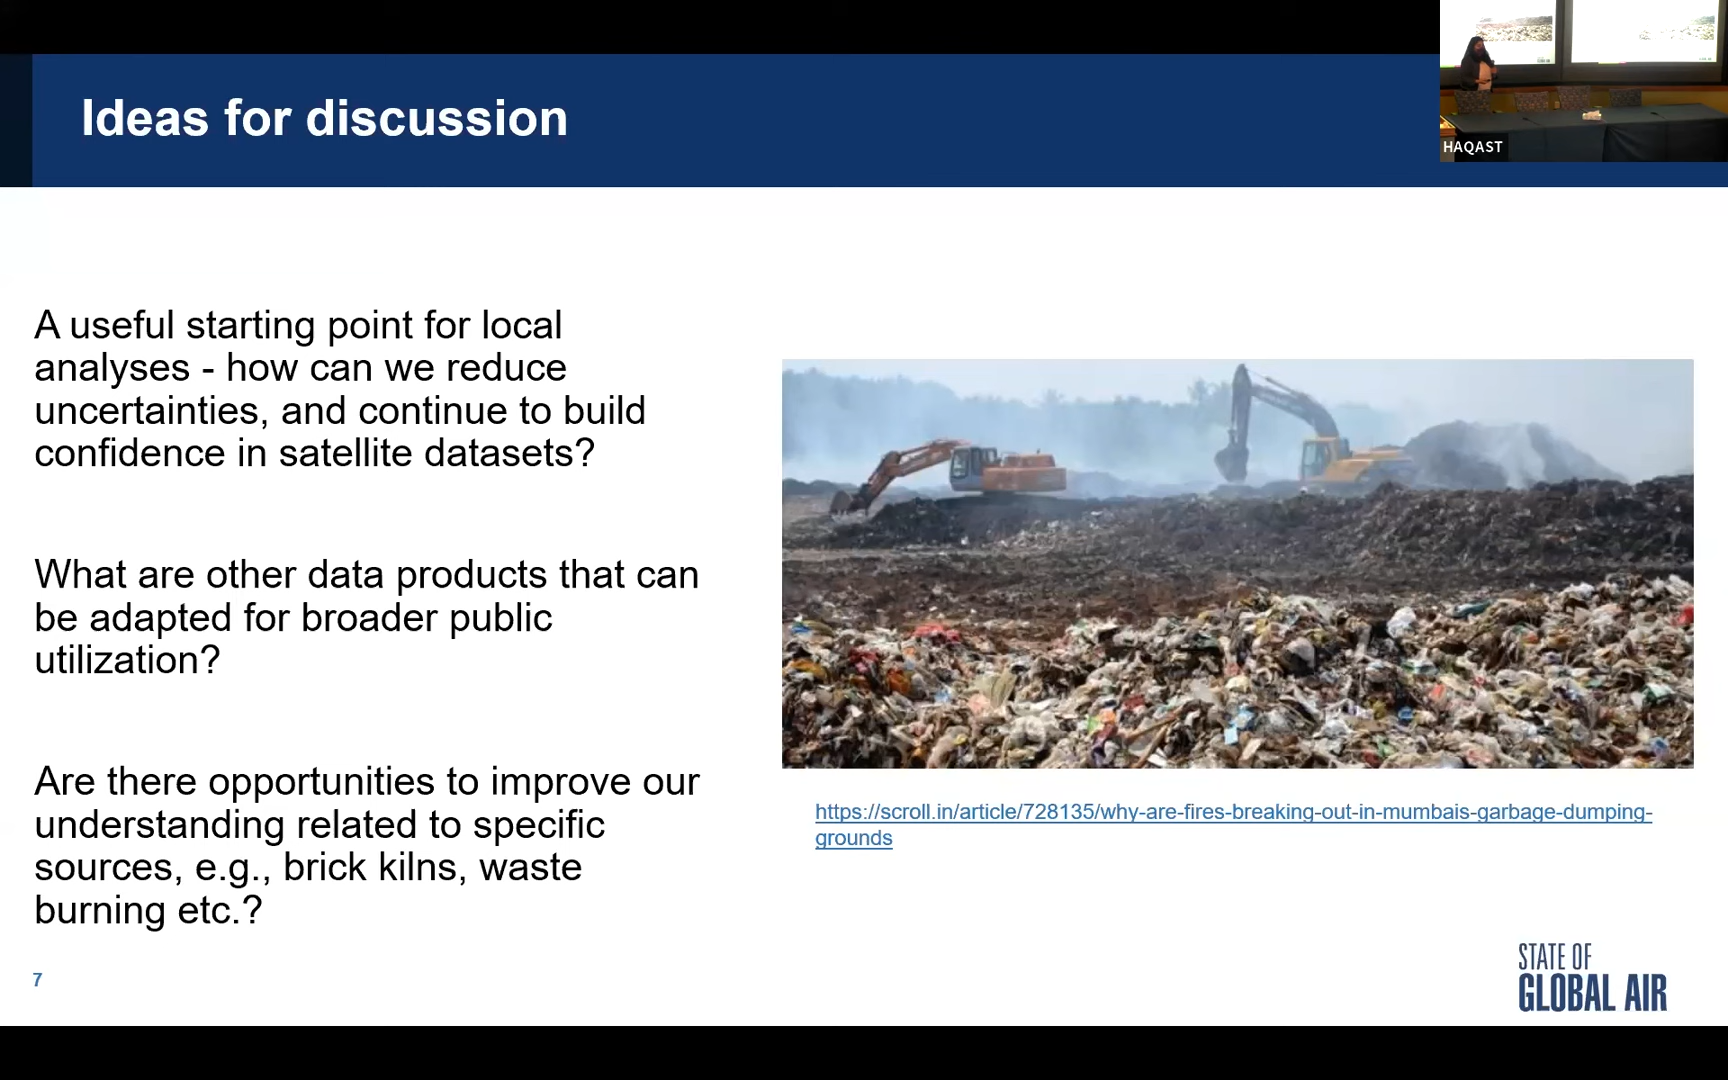 Ideas for discussion
HAQAST
A useful starting point for local
analyses - how can we reduce
uncertainties, and continue to build
confidence in satellite datasets?
What are other data products that can
be adapted for broader public
utilization?
Are there opportunities to improve our
understanding related to specific
sources, e.g., brick kilns, waste
burning etc.?
https://scroll.in/article/728135/why-are-fires-breaking-out-in-mumbais-garbage-dumping-
grounds
7
STATE OF
GLOBAL AIR